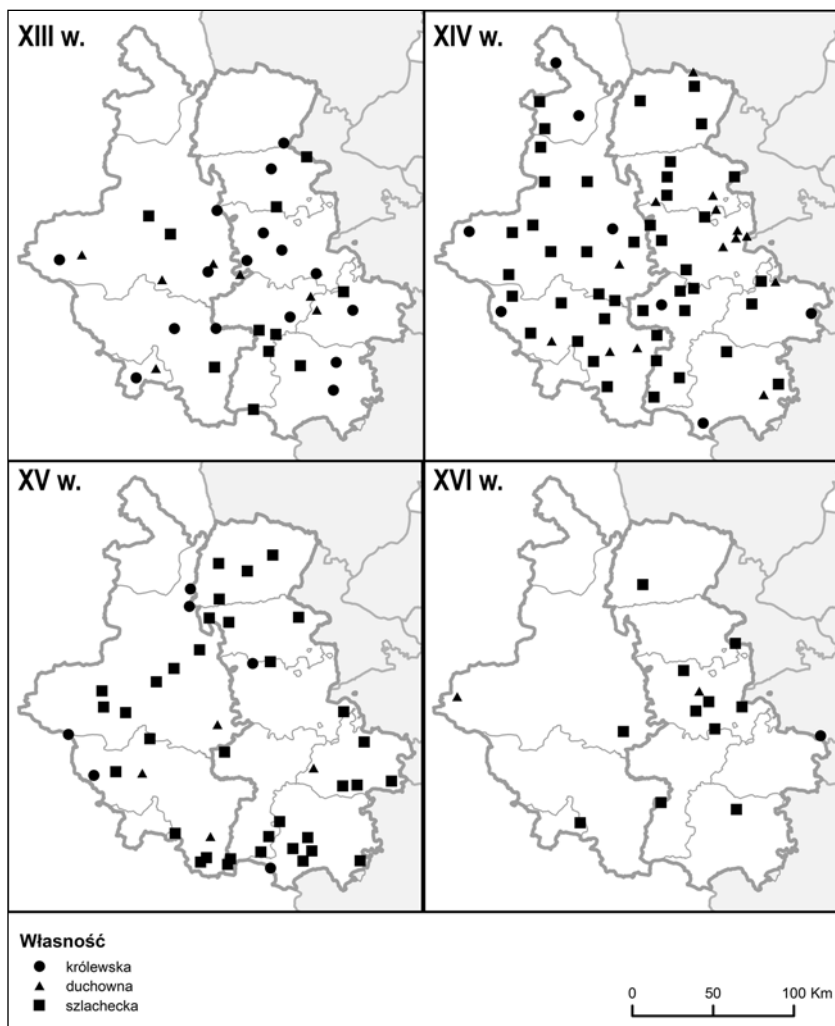 XIII w.
XIV w.
XV w.
XVI w.
Własność
królewska
duchowna
szlachecka
0 50 100 Km